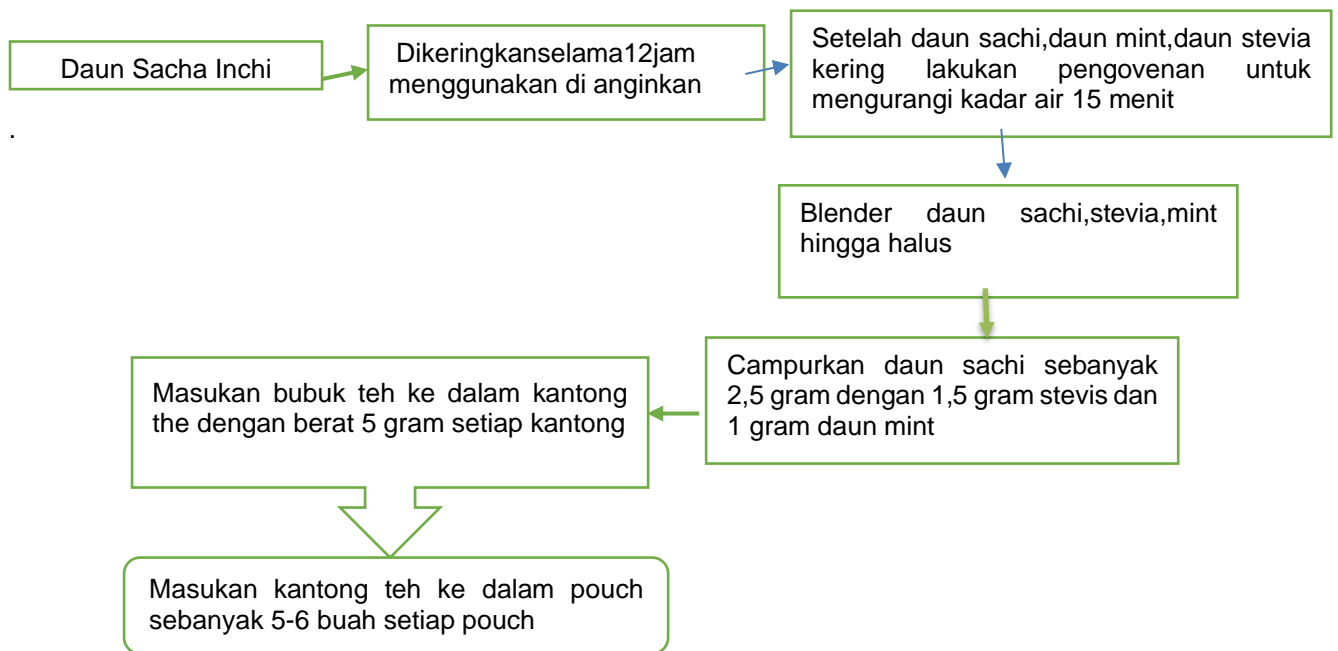 Daun Sacha Inchi
Dikeringkanselama12jam
menggunakan di anginkan
Setelah daun sachi,daun mint,daun stevia
kering lakukan pengovenan untuk
mengurangi kadar air 15 menit
.
Blender daun sachi,stevia,mint
hingga halus
Campurkan daun sachi sebanyak
2,5 gram dengan 1,5 gram stevis dan
1 gram daun mint
Masukan bubuk teh ke dalam kantong
the dengan berat 5 gram setiap kantong
Masukan kantong teh ke dalam pouch
sebanyak 5-6 buah setiap pouch